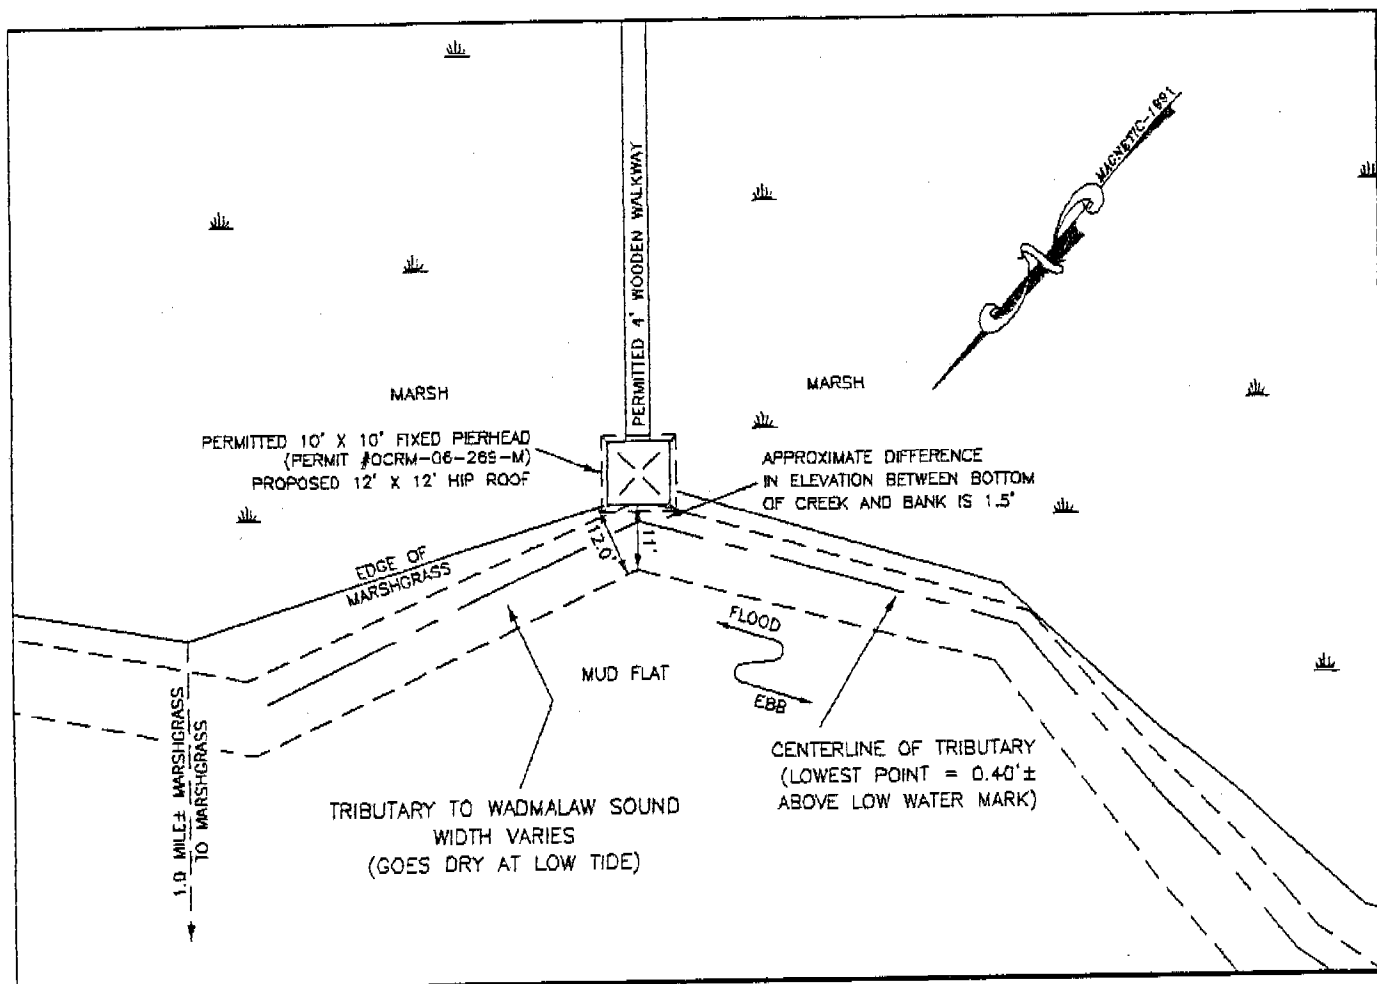 MAGNETIC-1991
PERMITTED 4' WOODEN WALKWAY
MARSH
MARSH
PERMITTED 10' X 10' FIXED PIERHEAD
(PERMIT #OCRM-06-269-M)
PROPOSED 12' X 12' HIP ROOF
APPROXIMATE DIFFERENCE
IN ELEVATION BETWEEN BOTTOM
OF CREEK AND BANK IS 1.5'
EDGE OF
MARSHGRASS
12.0'
11'
FLOOD
EBB
MUD FLAT
1.0 MILE± MARSHGRASS
TO MARSHGRASS
TRIBUTARY TO WADMALAW SOUND
WIDTH VARIES
(GOES DRY AT LOW TIDE)
CENTERLINE OF TRIBUTARY
(LOWEST POINT = 0.40'±
ABOVE LOW WATER MARK)